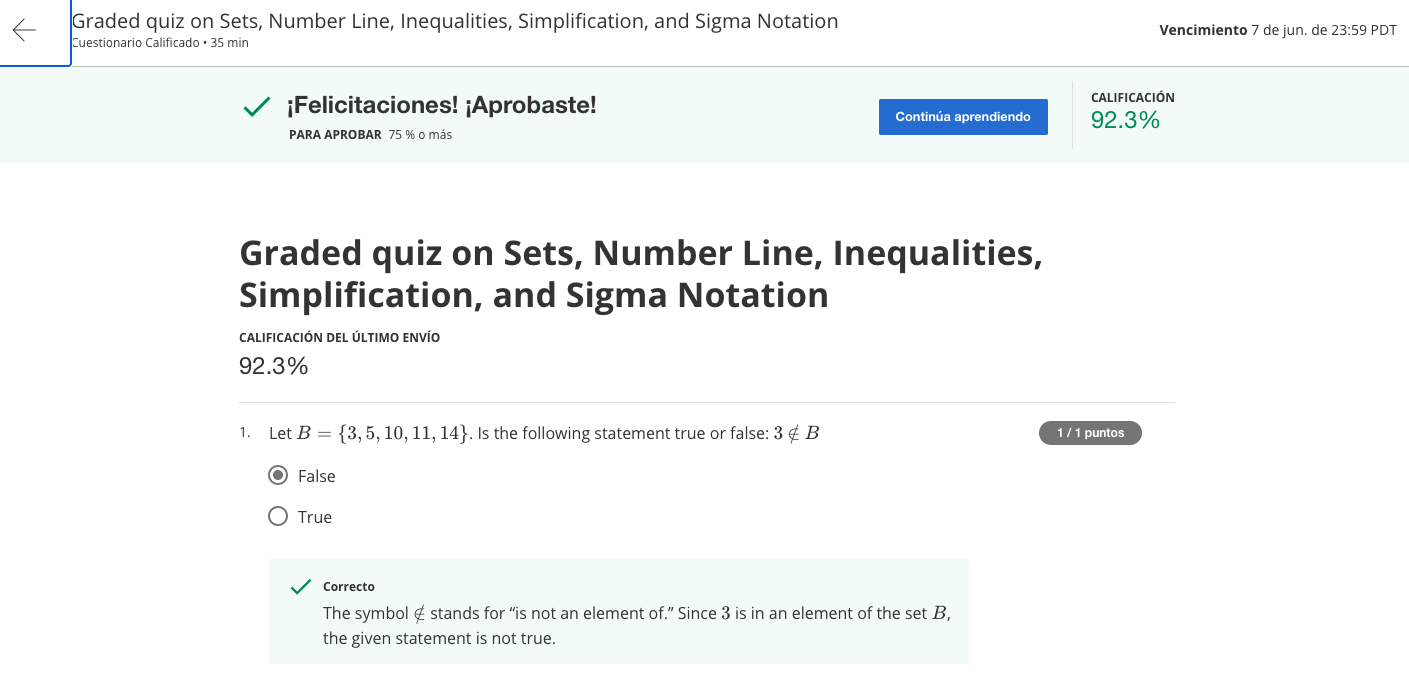 Graded quiz on Sets, Number Line, Inequalities, Simplification, and Sigma Notation
Cuestionario Calificado • 35 min
Vencimiento 7 de jun. de 23:59 PDT
¡Felicitaciones! ¡Aprobaste!
PARA APROBAR 75 % o más
Continúa aprendiendo
CALIFICACIÓN
92.3%
Graded quiz on Sets, Number Line, Inequalities,
Simplification, and Sigma Notation
CALIFICACIÓN DEL ÚLTIMO ENVÍO
92.3%
1. Let B = {3, 5, 10, 11, 14}. Is the following statement true or false: 3 ∉ B
1 / 1 puntos
False
True
Correcto
The symbol ∉ stands for “is not an element of.” Since 3 is in an element of the set B,
the given statement is not true.